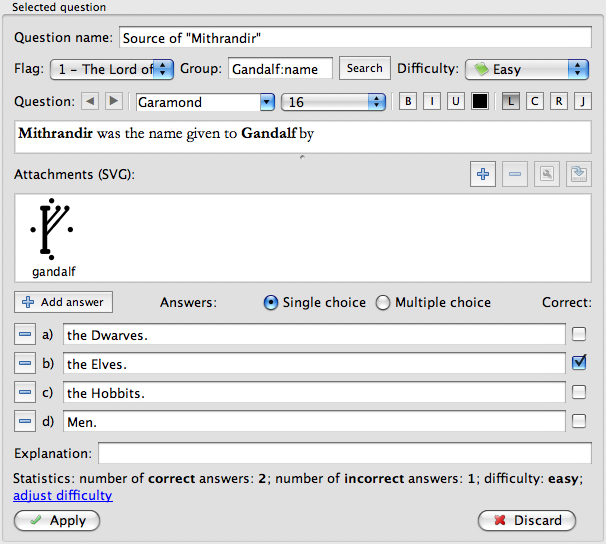 Selected question
Question name: Source of "Mithrandir"
Flag: 1 – The Lord of Group: Gandalf:name Search Difficulty: Easy
Question: Garamond 16 B I U L C R J
Mithrandir was the name given to Gandalf by
Attachments (SVG):
gandalf
Add answer Answers: Single choice Multiple choice Correct:
a) the Dwarves.
b) the Elves.
c) the Hobbits.
d) Men.
Explanation:
Statistics: number of correct answers: 2; number of incorrect answers: 1; difficulty: easy;
adjust difficulty
Apply Discard